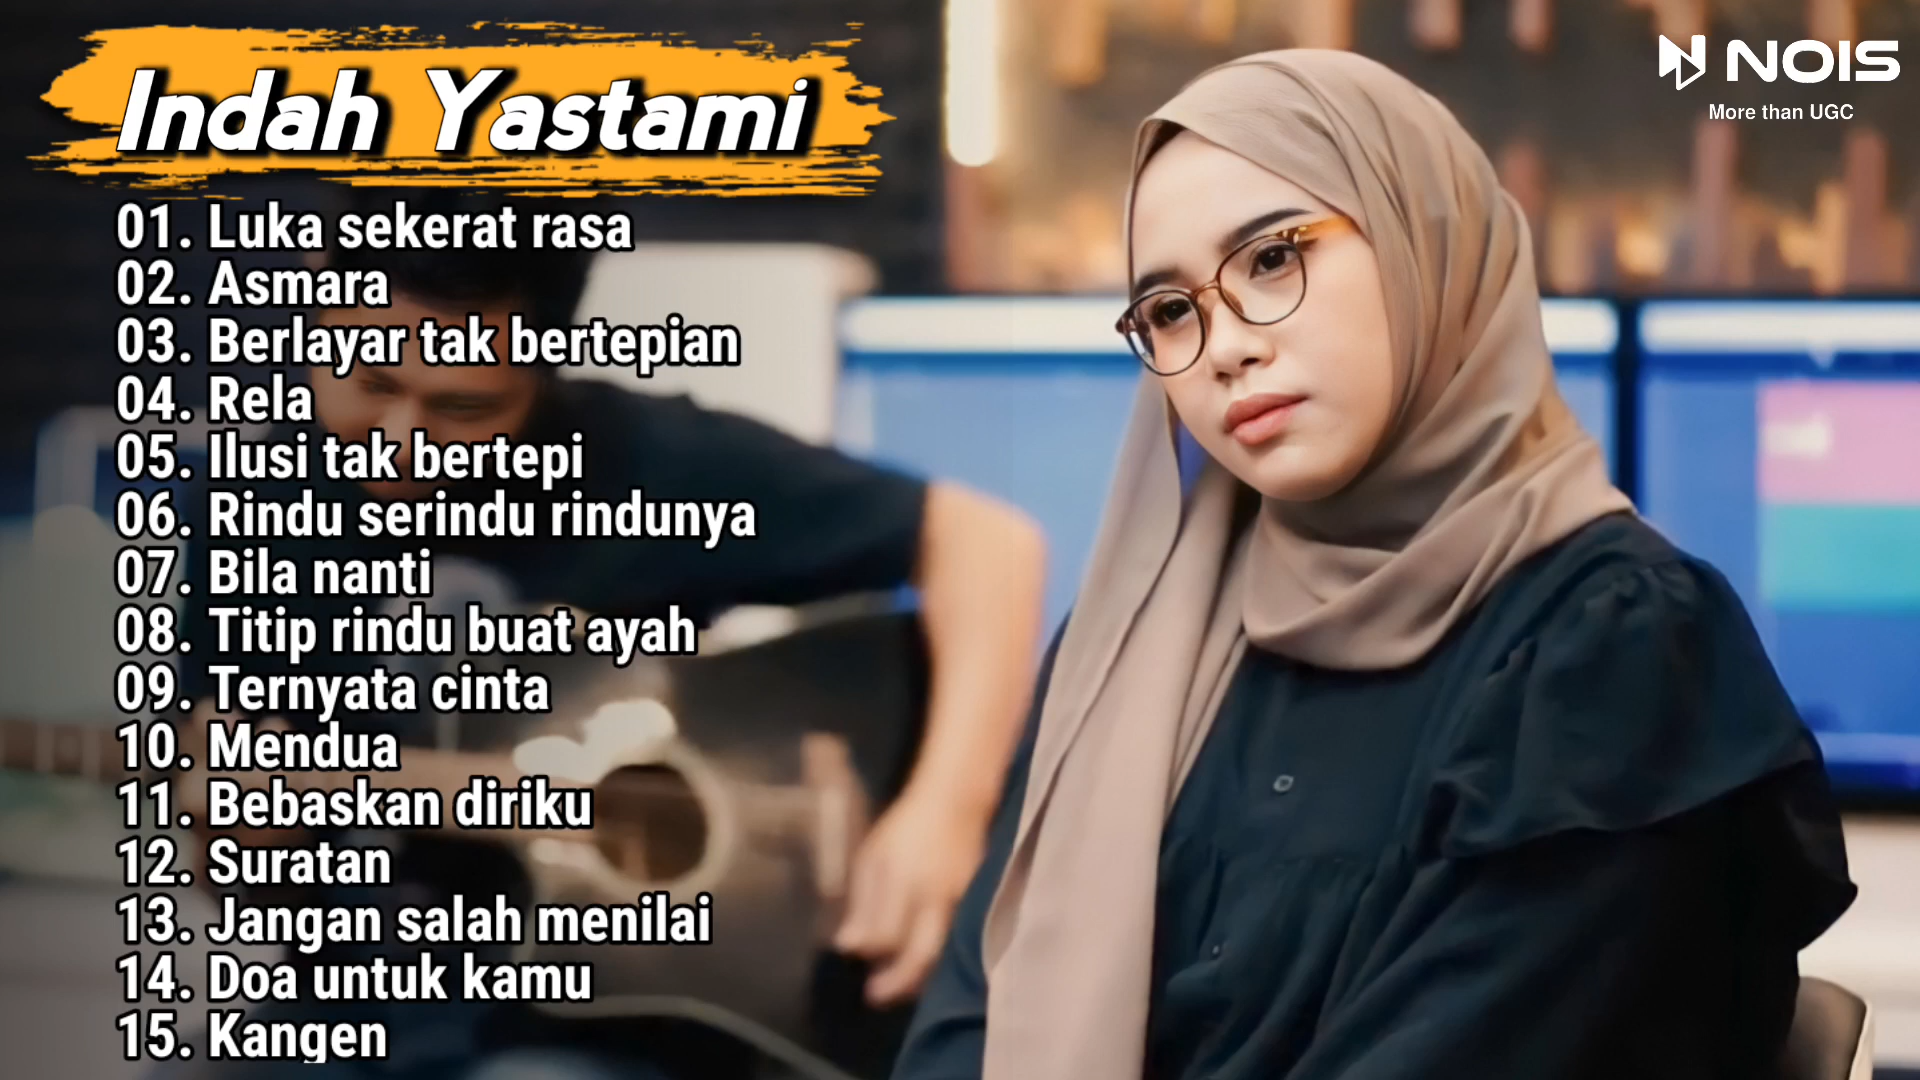 Indah Yastami
NOIS
More than UGC
01. Luka sekerat rasa
02. Asmara
03. Berlayar tak bertepian
04. Rela
05. Ilusi tak bertepi
06. Rindu serindu rindunya
07. Bila nanti
08. Titip rindu buat ayah
09. Ternyata cinta
10. Mendua
11. Bebaskan diriku
12. Suratan
13. Jangan salah menilai
14. Doa untuk kamu
15. Kangen